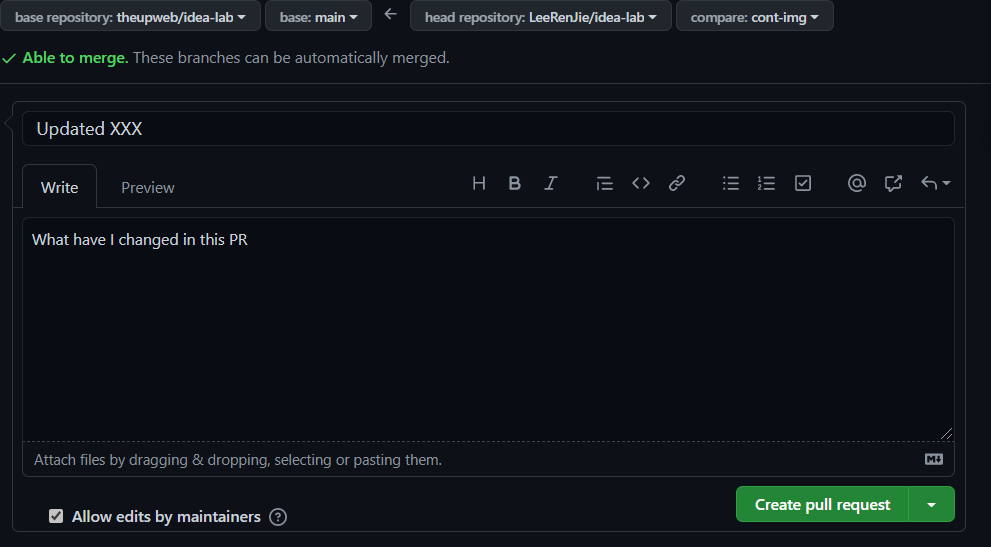 base repository: theupweb/idea-lab base: main head repository: LeeRenJie/idea-lab compare: cont-img
Able to merge. These branches can be automatically merged.
Updated XXX
Write Preview
What have I changed in this PR
Attach files by dragging & dropping, selecting or pasting them.
Allow edits by maintainers
Create pull request